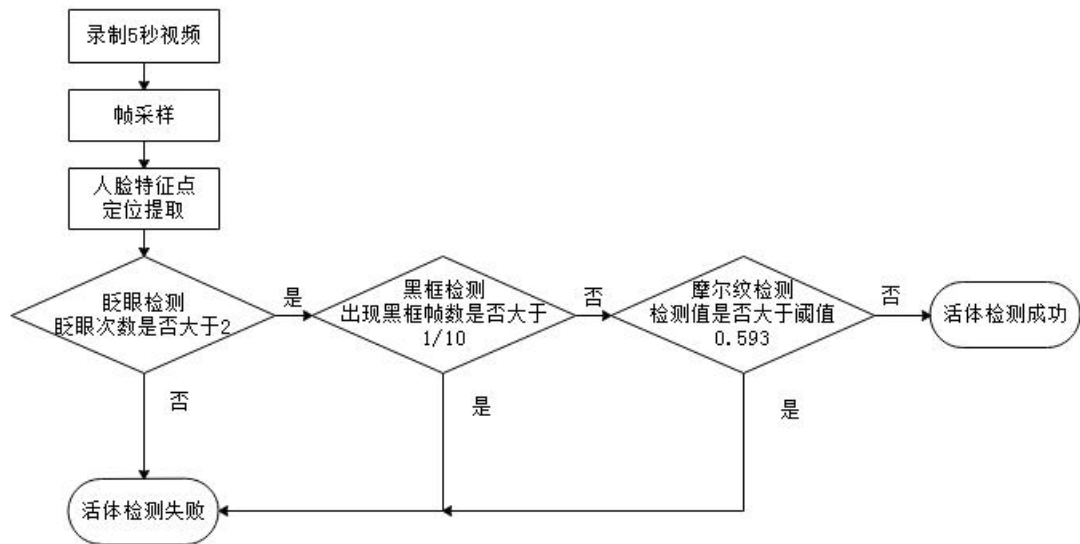 录制5秒视频
帧采样
人脸特征点
定位提取
眨眼检测
眨眼次数是否大于2
是
黑框检测
出现黑框帧数是否大于
1/10
否
摩尔纹检测
检测值是否大于阈值
0.593
否
活体检测成功
否
是
是
活体检测失败